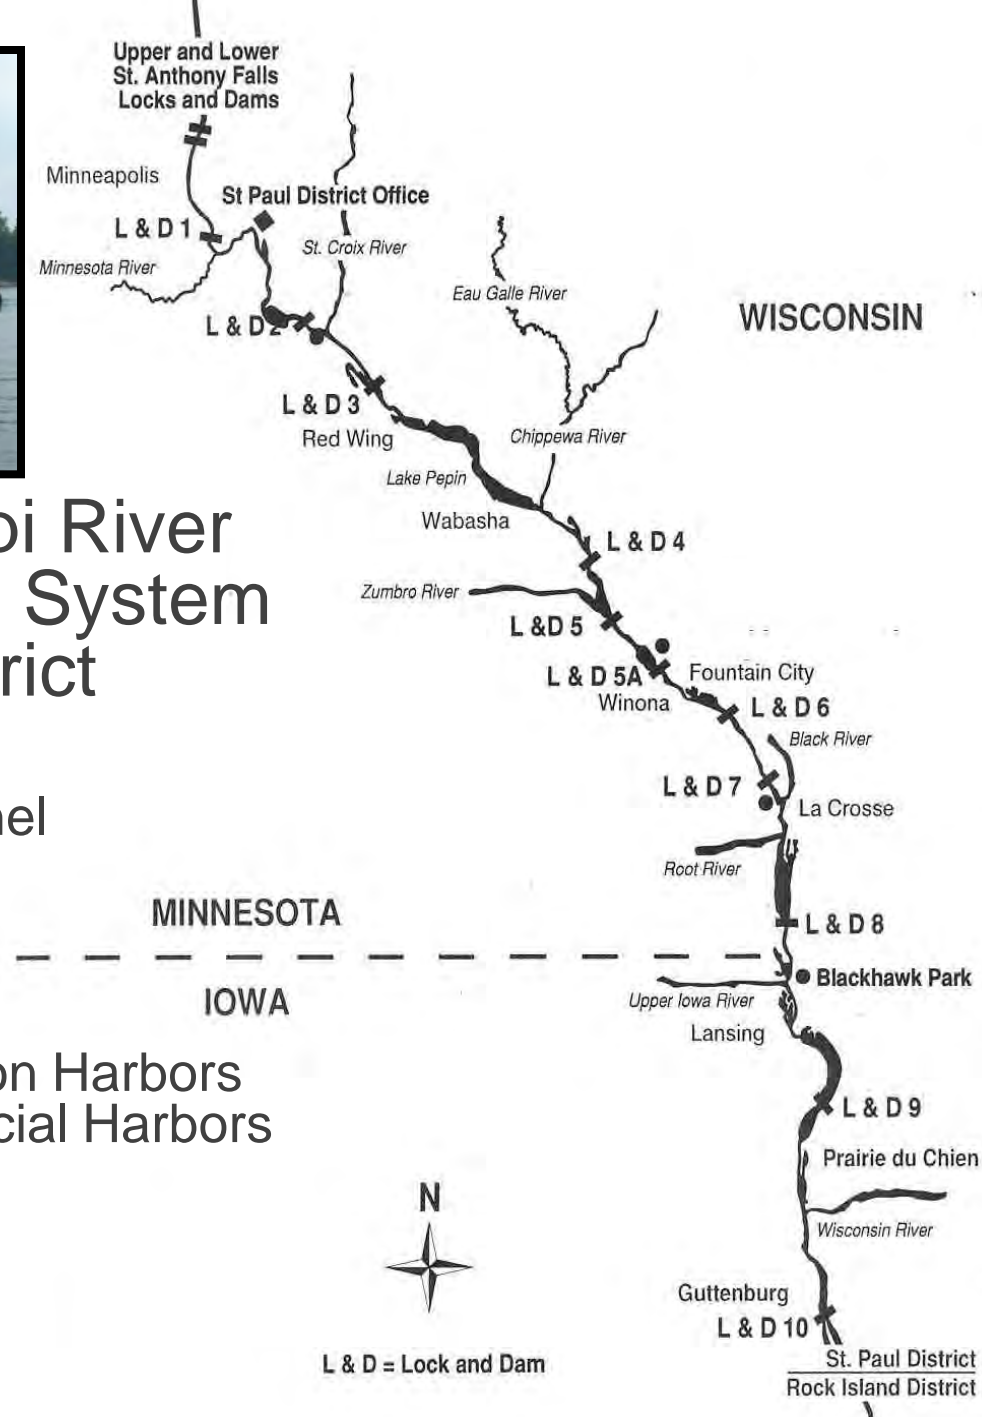 Upper and Lower
St. Anthony Falls
Locks and Dams
Minneapolis
St Paul District Office
L & D 1
St. Croix River
Minnesota River
Eau Galle River
WISCONSIN
L & D 2
L & D 3
Red Wing
Chippewa River
Lake Pepin
Wabasha
oi River
L & D 4
System
Zumbro River
L &D 5
rict
L & D 5A
Fountain City
Winona
L & D 6
Black River
L & D 7
La Crosse
nel
Root River
MINNESOTA
L & D 8
Blackhawk Park
IOWA
Upper Iowa River
Lansing
on Harbors
cial Harbors
L & D 9
Prairie du Chien
N
Wisconsin River
Guttenburg
L & D 10
L & D = Lock and Dam
St. Paul District
Rock Island District